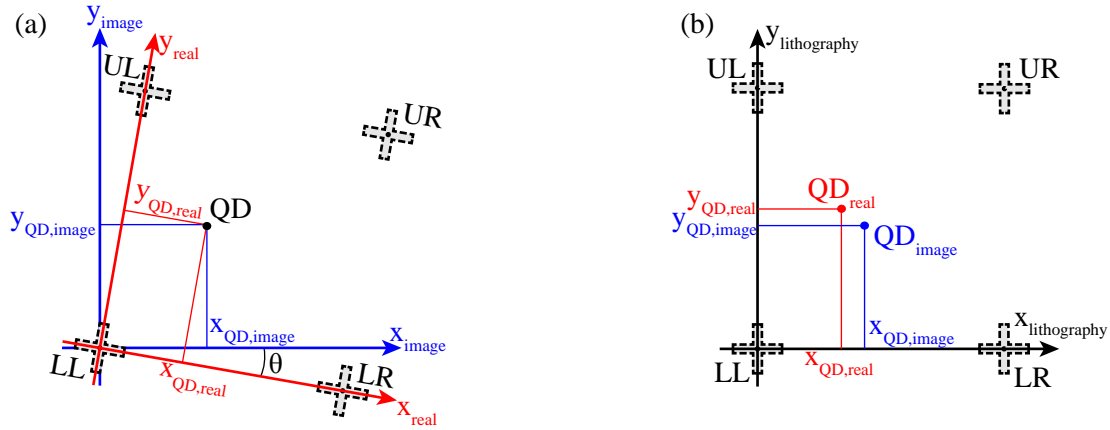 (a)
y_image
y_real
UL
UR
y_QD,real
QD
y_QD,image
x_QD,image
x_image
LL
x_QD,real
θ
LR
x_real
(b)
y_lithography
UL
UR
y_QD,real
QD_real
y_QD,image
QD_image
x_QD,image
x_lithography
LL
x_QD,real
LR